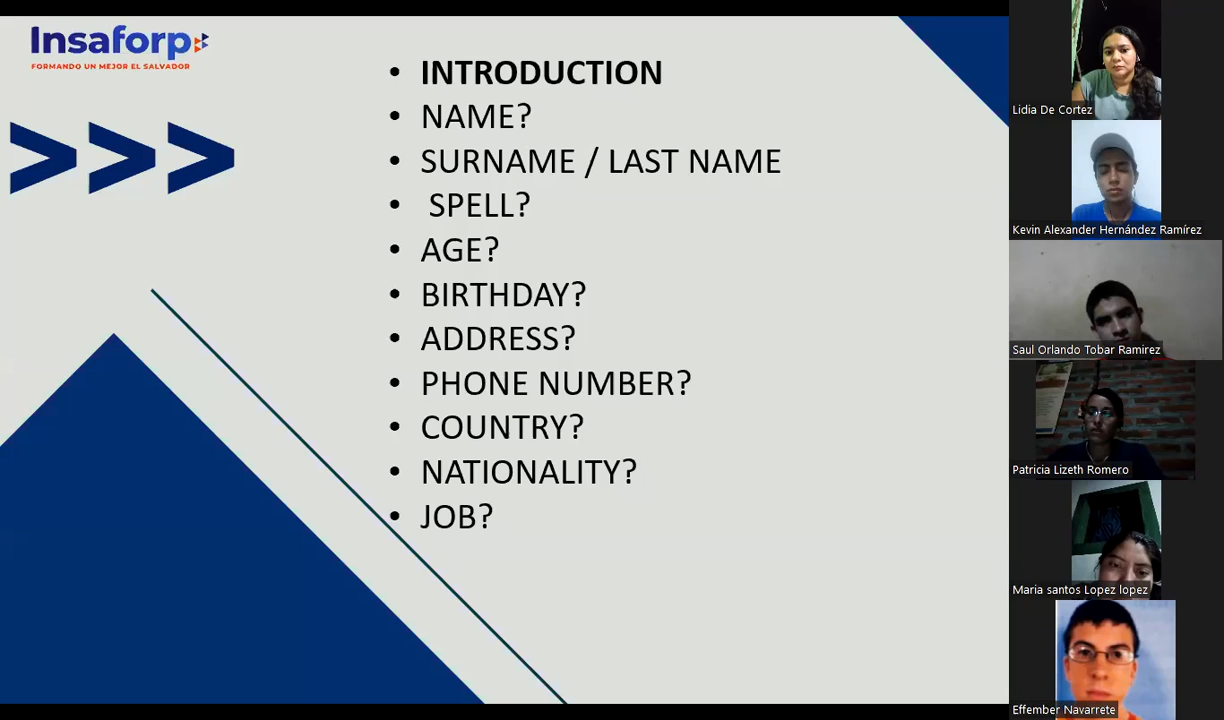 Insaforp
FORMANDO UN MEJOR EL SALVADOR
>>>
• INTRODUCTION
• NAME?
• SURNAME / LAST NAME
• SPELL?
• AGE?
• BIRTHDAY?
• ADDRESS?
• PHONE NUMBER?
• COUNTRY?
• NATIONALITY?
• JOB?
Lidia De Cortez
Kevin Alexander Hernández Ramírez
Saul Orlando Tobar Ramirez
Patricia Lizeth Romero
Maria santos Lopez lopez
Effember Navarrete